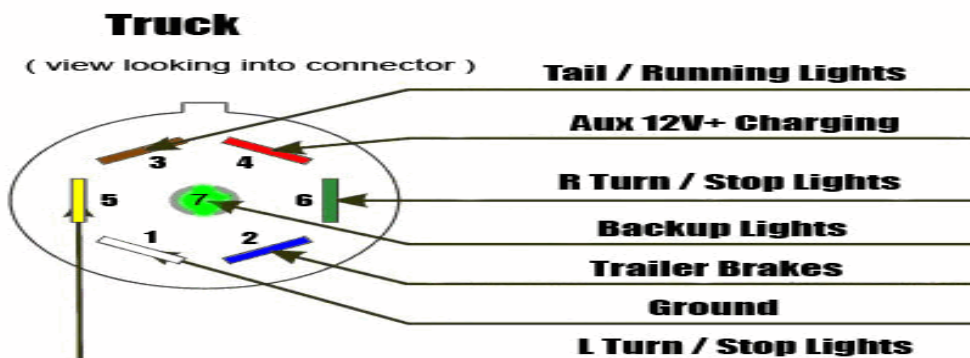 Truck
( view looking into connector )
Tail / Running Lights
Aux 12V+ Charging
3
4
R Turn / Stop Lights
5
7
6
Backup Lights
1
2
Trailer Brakes
Ground
L Turn / Stop Lights